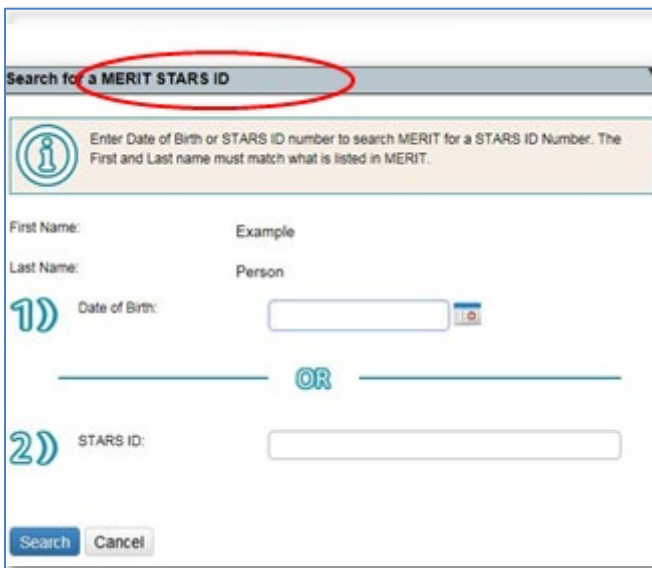 Search for a MERIT STARS ID
Enter Date of Birth or STARS ID number to search MERIT for a STARS ID Number. The
First and Last name must match what is listed in MERIT.
First Name: Example
Last Name: Person
1) Date of Birth:
OR
2) STARS ID:
Search Cancel